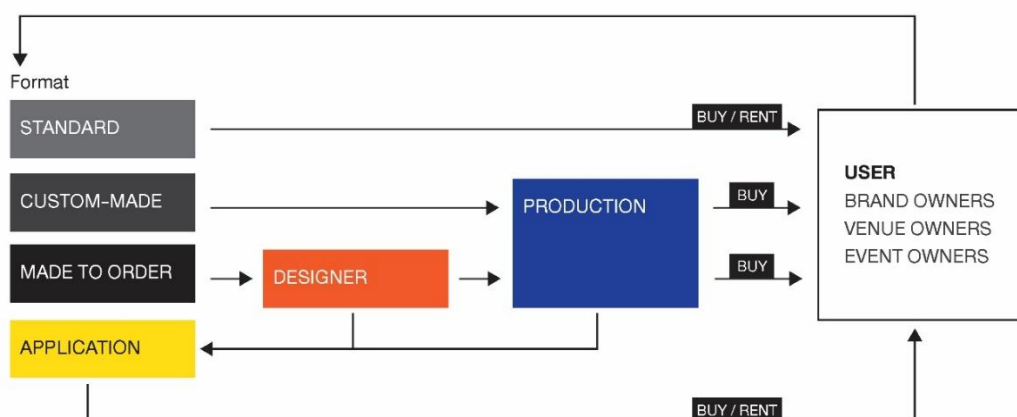 Format
STANDARD
BUY / RENT
CUSTOM-MADE
PRODUCTION
BUY
USER
BRAND OWNERS
VENUE OWNERS
EVENT OWNERS
MADE TO ORDER
DESIGNER
BUY
APPLICATION
BUY / RENT